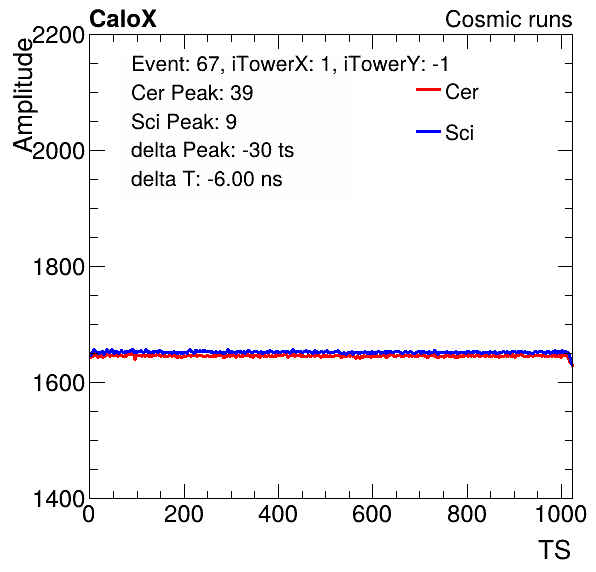 CaloX
Cosmic runs
Amplitude
2200
2000
1800
1600
1400
Event: 67, iTowerX: 1, iTowerY: -1
Cer Peak: 39
Sci Peak: 9
delta Peak: -30 ts
delta T: -6.00 ns
Cer
Sci
0 200 400 600 800 1000
TS